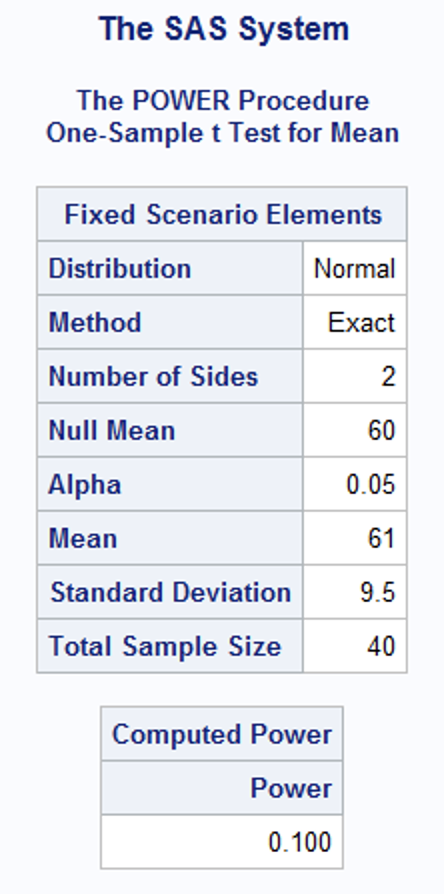 The SAS System
The POWER Procedure
One-Sample t Test for Mean
Fixed Scenario Elements
Distribution Normal
Method Exact
Number of Sides 2
Null Mean 60
Alpha 0.05
Mean 61
Standard Deviation 9.5
Total Sample Size 40
Computed Power
Power
0.100